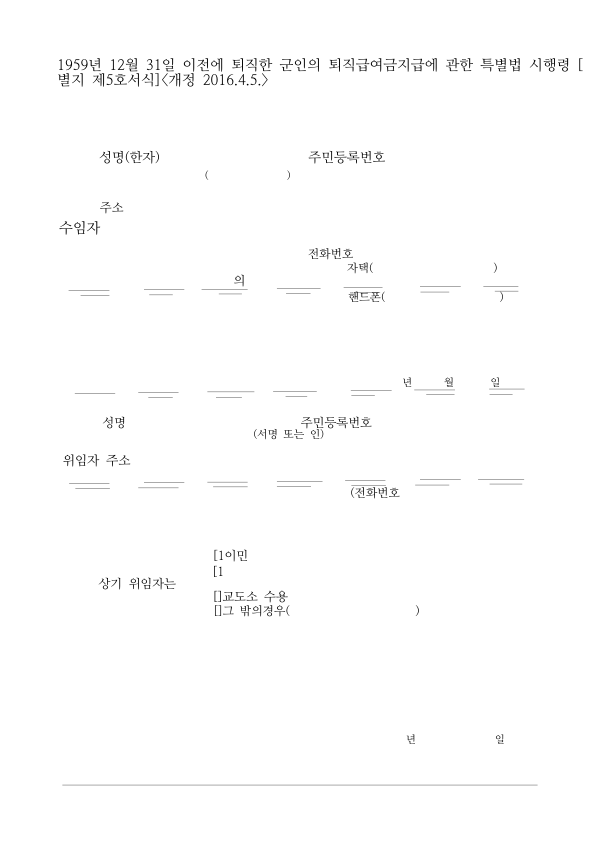 1959년 12월 31일 이전에 퇴직한 군인의 퇴직급여금지급에 관한 특별법 시행령 [
별지 제5호서식]<개정 2016.4.5.>
성명(한자) 주민등록번호
( )
주소
수임자
전화번호
자택( )
의
핸드폰( )
년 월 일
성명 주민등록번호
(서명 또는 인)
위임자 주소
(전화번호
[1이민
[1
상기 위임자는
[]교도소 수용
[]그 밖의경우( )
년 일